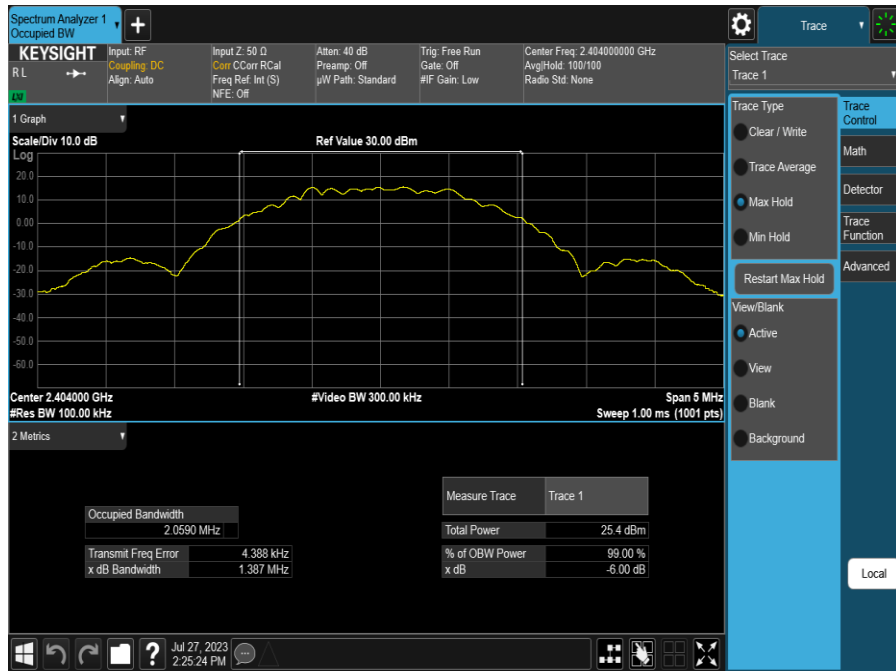 Spectrum Analyzer 1
Occupied BW
+
Trace
KEYSIGHT
R L
LXI
Input: RF
Coupling: DC
Align: Auto
Input Z: 50 Ω
Corr CCorr RCal
Freq Ref: Int (S)
NFE: Off
Atten: 40 dB
Preamp: Off
µW Path: Standard
Trig: Free Run
Gate: Off
#IF Gain: Low
Center Freq: 2.404000000 GHz
Avg|Hold: 100/100
Radio Std: None
Select Trace
Trace 1
1 Graph
Scale/Div 10.0 dB
Ref Value 30.00 dBm
Log
20.0
10.0
0.00
-10.0
-20.0
-30.0
-40.0
-50.0
-60.0
Center 2.404000 GHz
#Video BW 300.00 kHz
Span 5 MHz
#Res BW 100.00 kHz
Sweep 1.00 ms (1001 pts)
2 Metrics
Occupied Bandwidth
2.0590 MHz
Transmit Freq Error 4.388 kHz
x dB Bandwidth 1.387 MHz
Measure Trace Trace 1
Total Power 25.4 dBm
% of OBW Power 99.00 %
x dB -6.00 dB
Trace Type
Clear / Write
Trace Average
Max Hold
Min Hold
Restart Max Hold
View/Blank
Active
View
Blank
Background
Trace
Control
Math
Detector
Trace
Function
Advanced
Local
?
Jul 27, 2023
2:25:24 PM